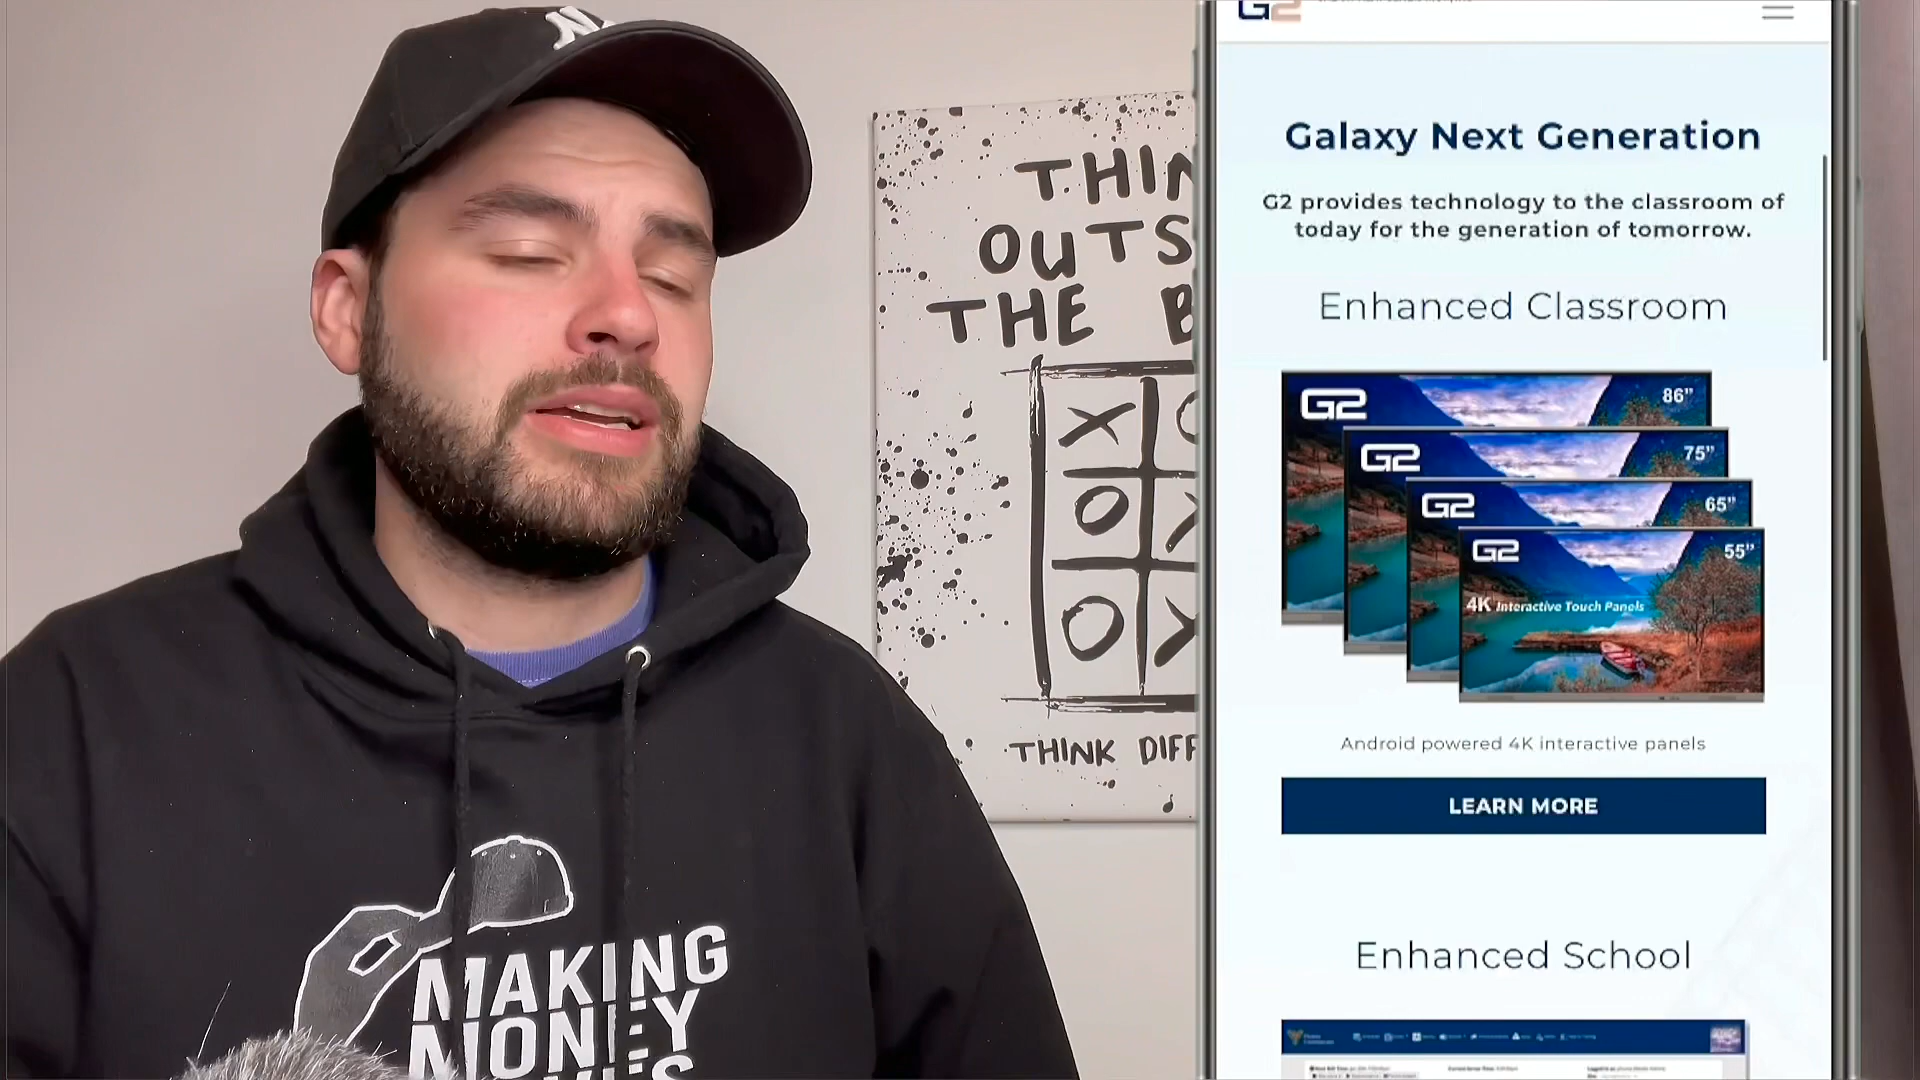 THIN
OUTS
THE B
X
O
O
X
O
X
THINK DIFF
MAKING
MONEY
G2
Galaxy Next Generation
G2 provides technology to the classroom of
today for the generation of tomorrow.
Enhanced Classroom
G2 86”
G2 75”
G2 65”
G2 55”
4K Interactive Touch Panels
Android powered 4K interactive panels
LEARN MORE
Enhanced School